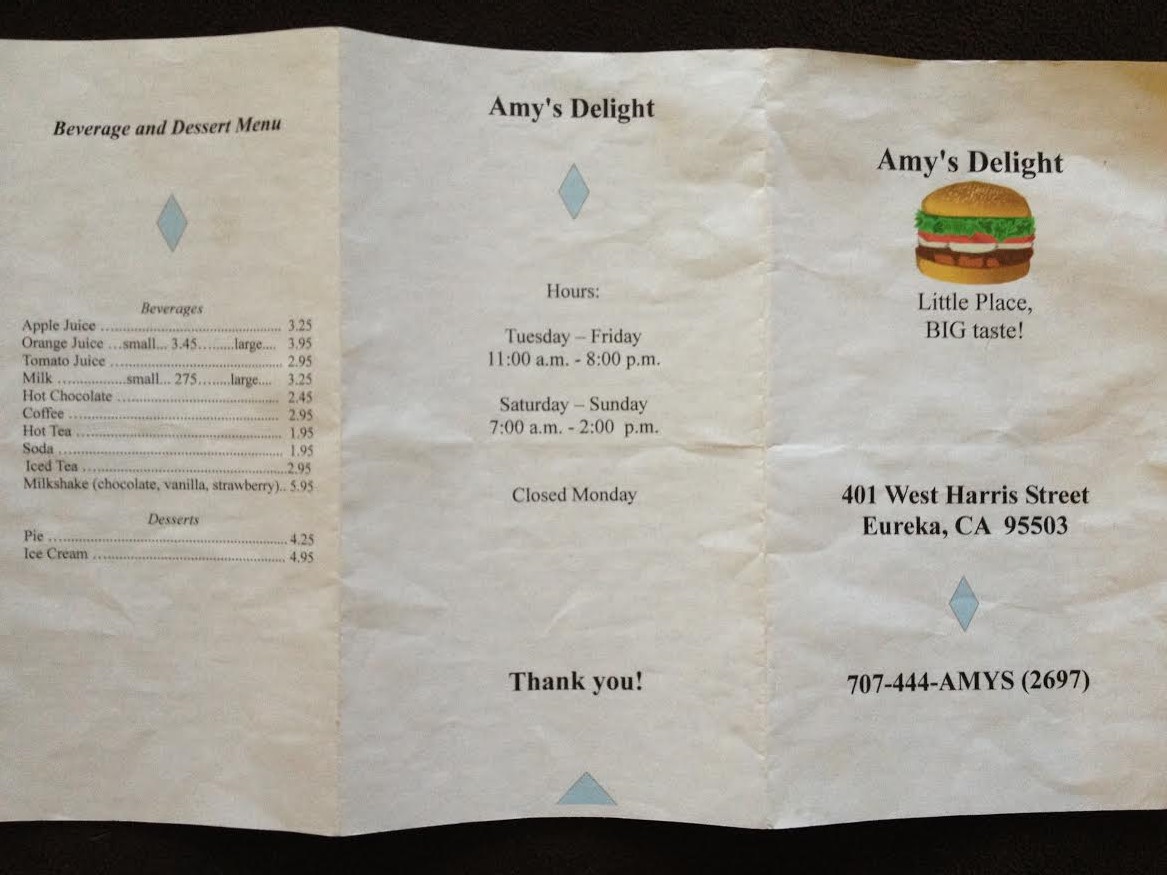 Beverage and Dessert Menu
Beverages
Apple Juice ................................................ 3.25
Orange Juice ...small... 3.45.........large.... 3.95
Tomato Juice ............................................. 2.95
Milk .................small... 275........large.... 3.25
Hot Chocolate ........................................... 2.45
Coffee ........................................................ 2.95
Hot Tea ...................................................... 1.95
Soda ........................................................... 1.95
Iced Tea ......................................................2.95
Milkshake (chocolate, vanilla, strawberry).. 5.95
Desserts
Pie ............................................................. 4.25
Ice Cream .................................................. 4.95
Amy's Delight
Hours:
Tuesday – Friday
11:00 a.m. - 8:00 p.m.
Saturday – Sunday
7:00 a.m. - 2:00 p.m.
Closed Monday
Thank you!
Amy's Delight
Little Place,
BIG taste!
401 West Harris Street
Eureka, CA 95503
707-444-AMYS (2697)